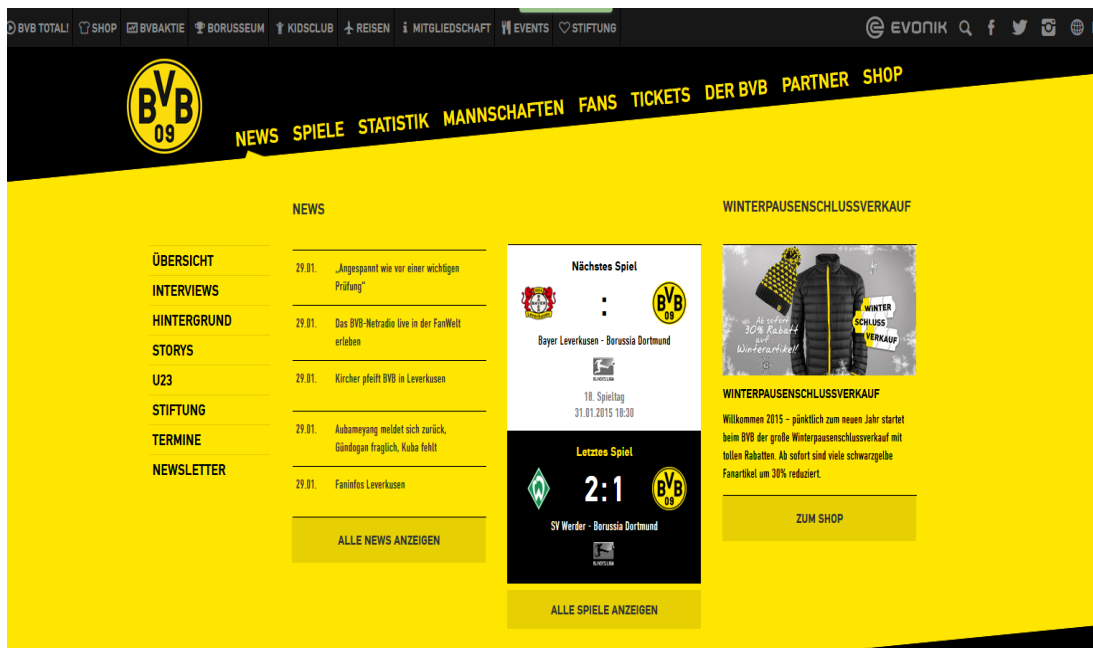 BVB TOTAL! SHOP BVBAKTIE BORUSSEUM KIDSCLUB REISEN MITGLIEDSCHAFT EVENTS STIFTUNG EVONIK
BVB
09
NEWS SPIELE STATISTIK MANNSCHAFTEN FANS TICKETS DER BVB PARTNER SHOP
ÜBERSICHT
INTERVIEWS
HINTERGRUND
STORYS
U23
STIFTUNG
TERMINE
NEWSLETTER
NEWS
29.01. „Angespannt wie vor einer wichtigen
Prüfung“
29.01. Das BVB-Netradio live in der FanWelt
erleben
29.01. Kircher pfeift BVB in Leverkusen
29.01. Aubameyang meldet sich zurück,
Gündogan fraglich, Kuba fehlt
29.01. Faninfos Leverkusen
ALLE NEWS ANZEIGEN
Nächstes Spiel
:
BVB
09
Bayer Leverkusen - Borussia Dortmund
BUNDESLIGA
18. Spieltag
31.01.2015 18:30
Letztes Spiel
2:1
BVB
09
SV Werder - Borussia Dortmund
BUNDESLIGA
ALLE SPIELE ANZEIGEN
WINTERPAUSENSCHLUSSVERKAUF
Ab sofort
30% Rabatt
auf
Winterartikel!
WINTER
SCHLUSS
VERKAUF
WINTERPAUSENSCHLUSSVERKAUF
Willkommen 2015 – pünktlich zum neuen Jahr startet
beim BVB der große Winterpausenschlussverkauf mit
tollen Rabatten. Ab sofort sind viele schwarzgelbe
Fanartikel um 30% reduziert.
ZUM SHOP